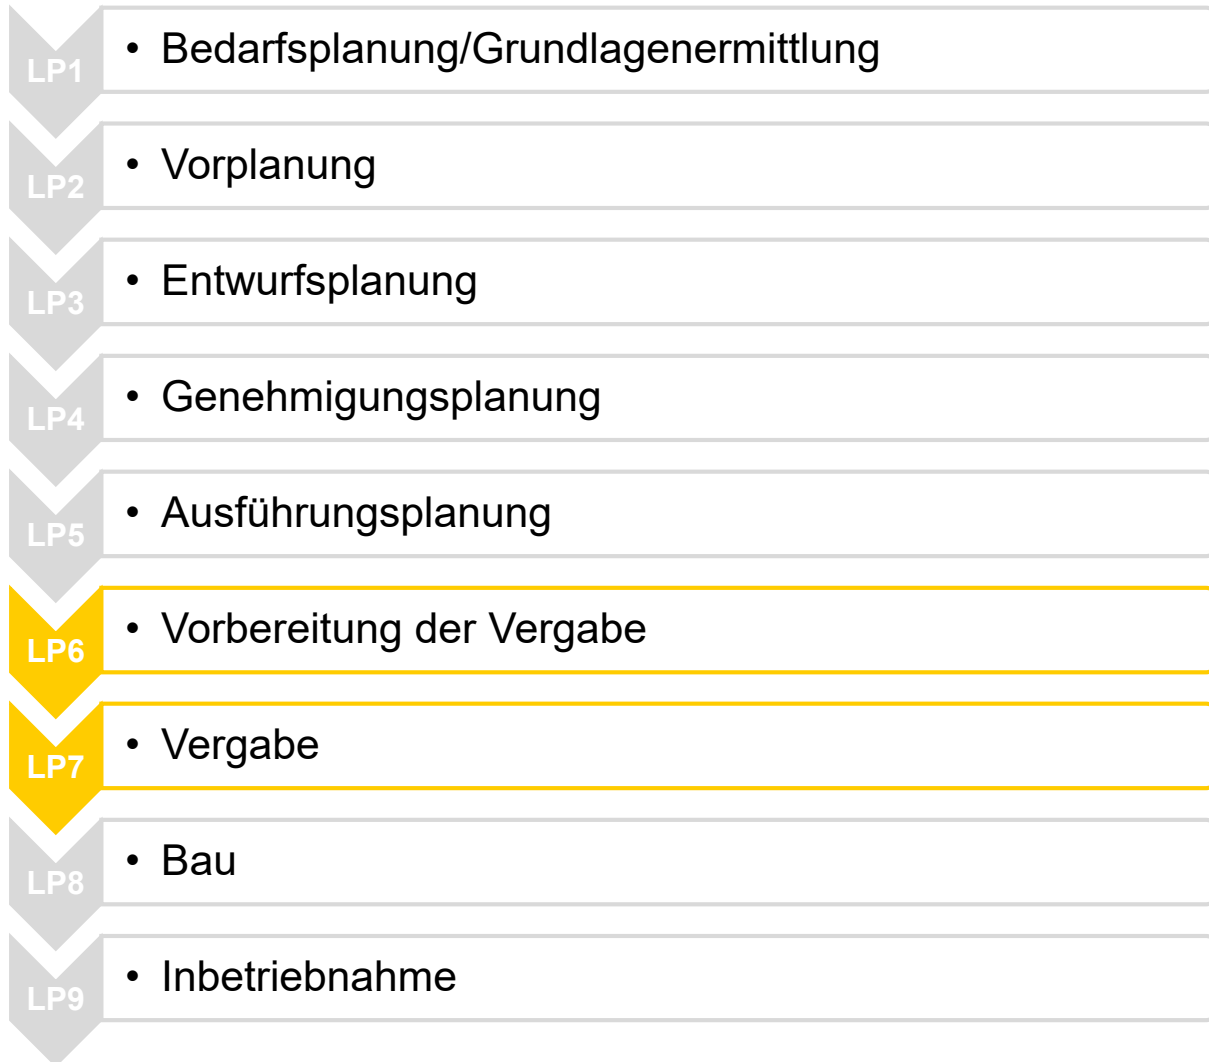 LP1
• Bedarfsplanung/Grundlagenermittlung
LP2
• Vorplanung
LP3
• Entwurfsplanung
LP4
• Genehmigungsplanung
LP5
• Ausführungsplanung
LP6
• Vorbereitung der Vergabe
LP7
• Vergabe
LP8
• Bau
LP9
• Inbetriebnahme